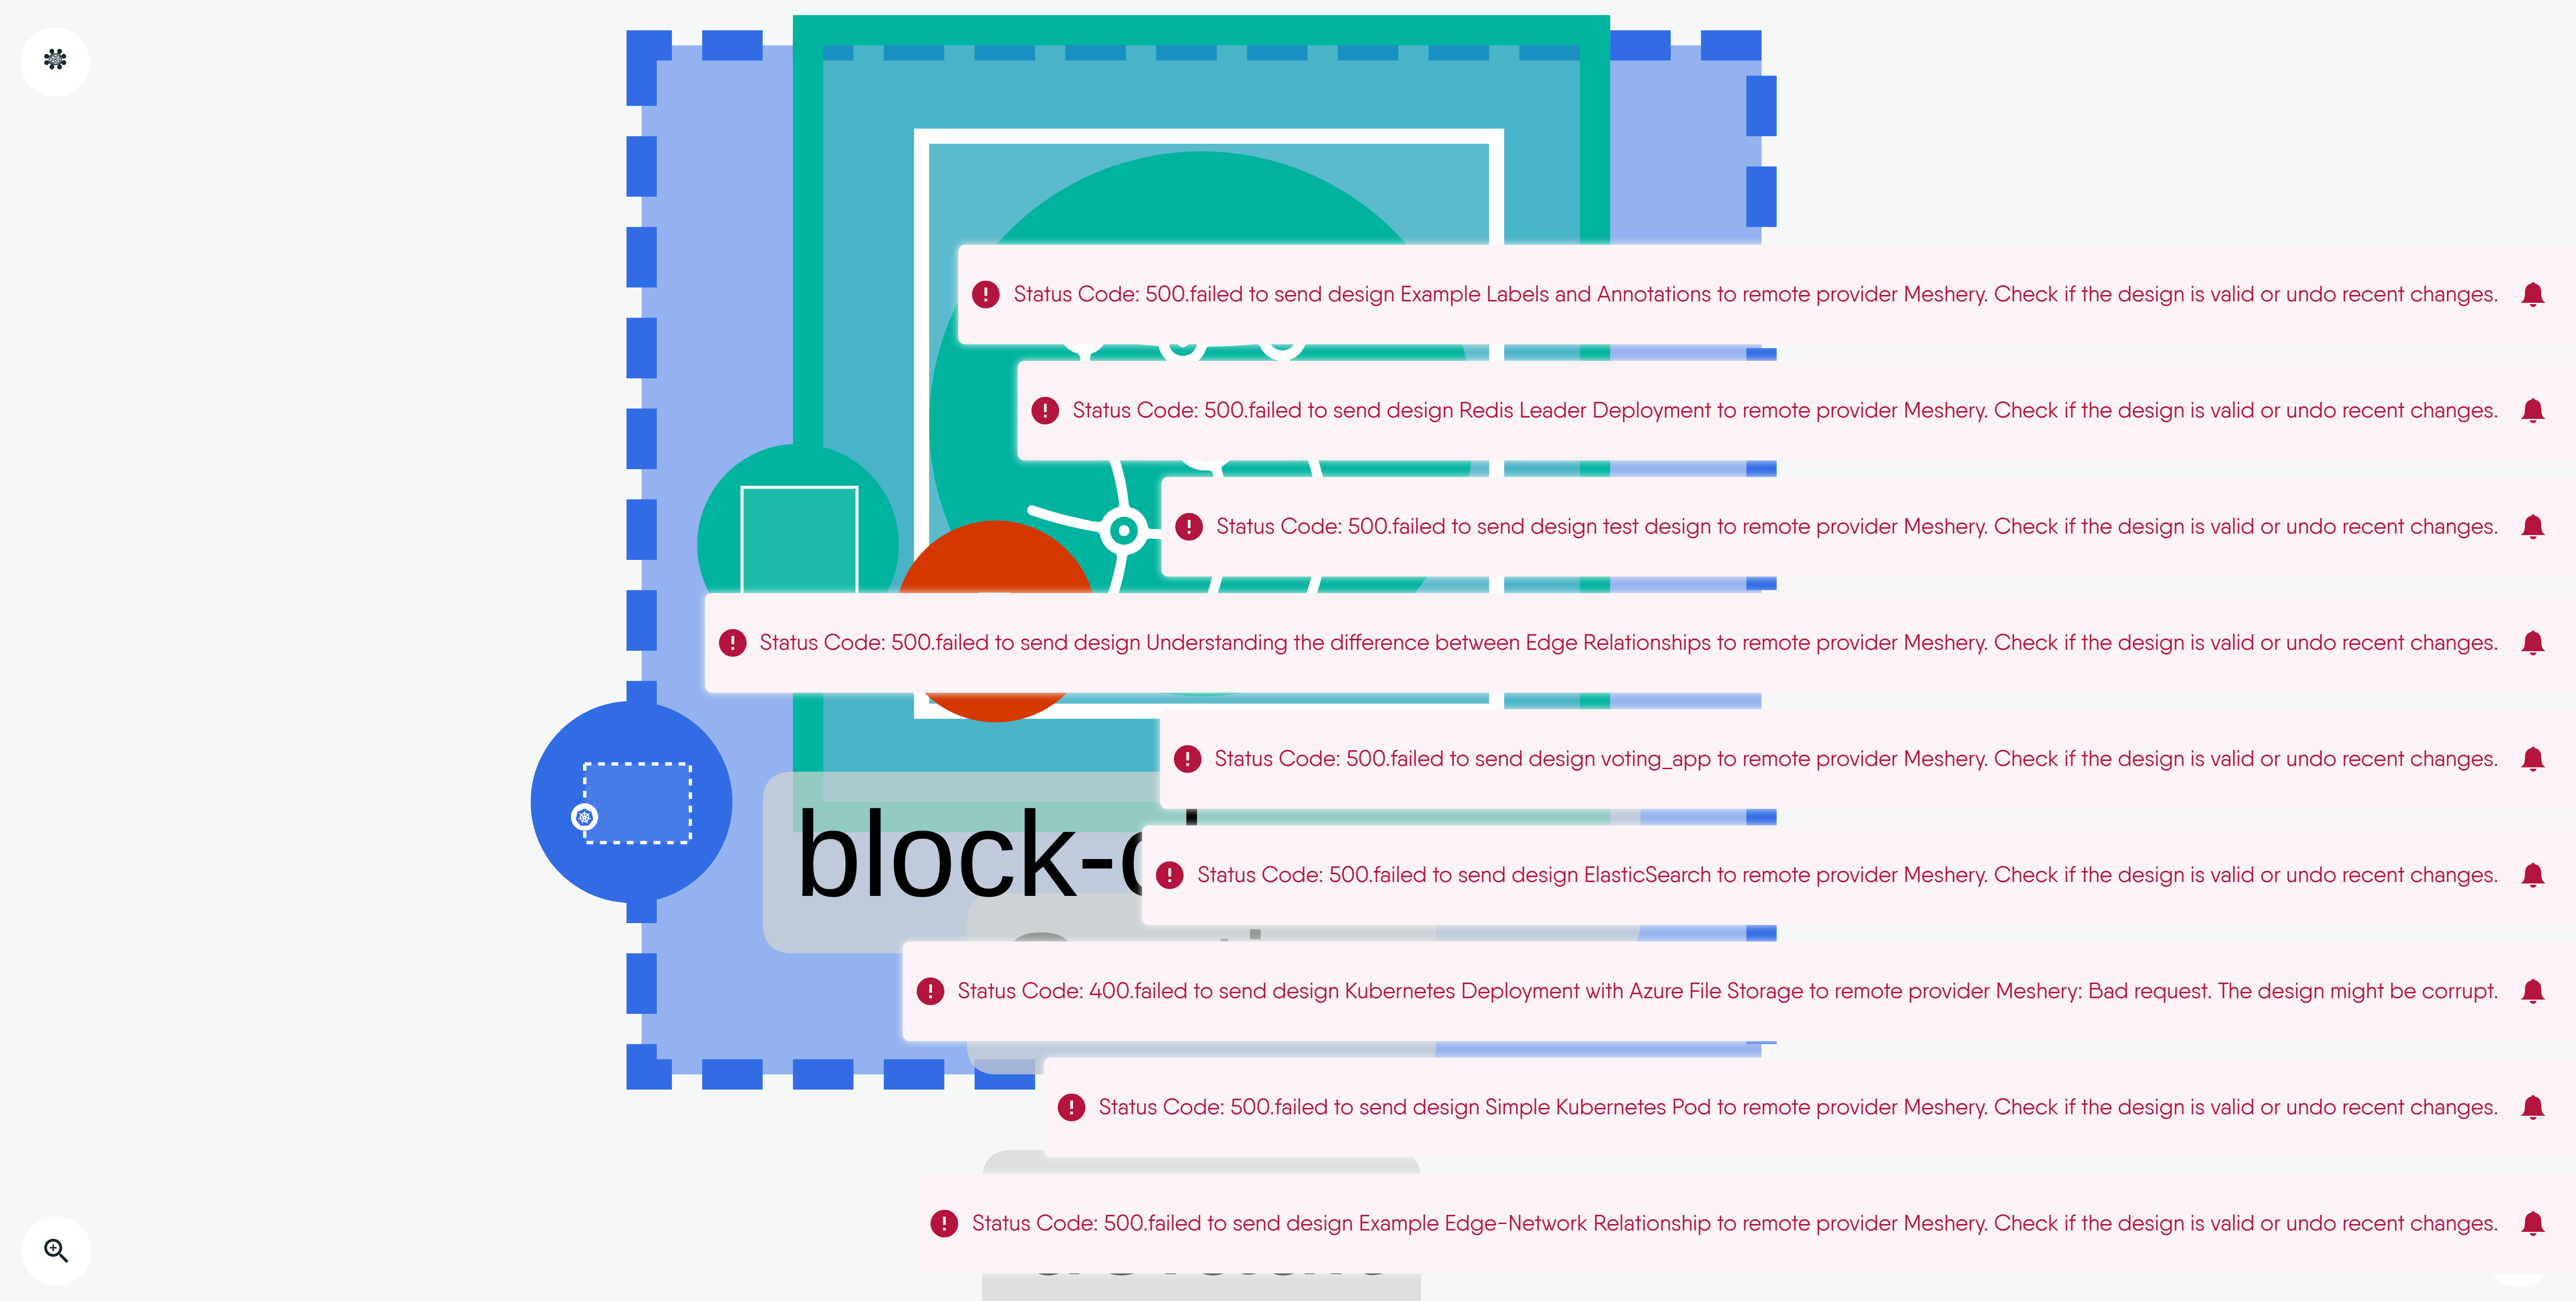 Status Code: 500.failed to send design Example Labels and Annotations to remote provider Meshery. Check if the design is valid or undo recent changes.
Status Code: 500.failed to send design Redis Leader Deployment to remote provider Meshery. Check if the design is valid or undo recent changes.
Status Code: 500.failed to send design test design to remote provider Meshery. Check if the design is valid or undo recent changes.
Status Code: 500.failed to send design Understanding the difference between Edge Relationships to remote provider Meshery. Check if the design is valid or undo recent changes.
Status Code: 500.failed to send design voting_app to remote provider Meshery. Check if the design is valid or undo recent changes.
block-
Status Code: 500.failed to send design ElasticSearch to remote provider Meshery. Check if the design is valid or undo recent changes.
Status Code: 400.failed to send design Kubernetes Deployment with Azure File Storage to remote provider Meshery: Bad request. The design might be corrupt.
Status Code: 500.failed to send design Simple Kubernetes Pod to remote provider Meshery. Check if the design is valid or undo recent changes.
Status Code: 500.failed to send design Example Edge-Network Relationship to remote provider Meshery. Check if the design is valid or undo recent changes.